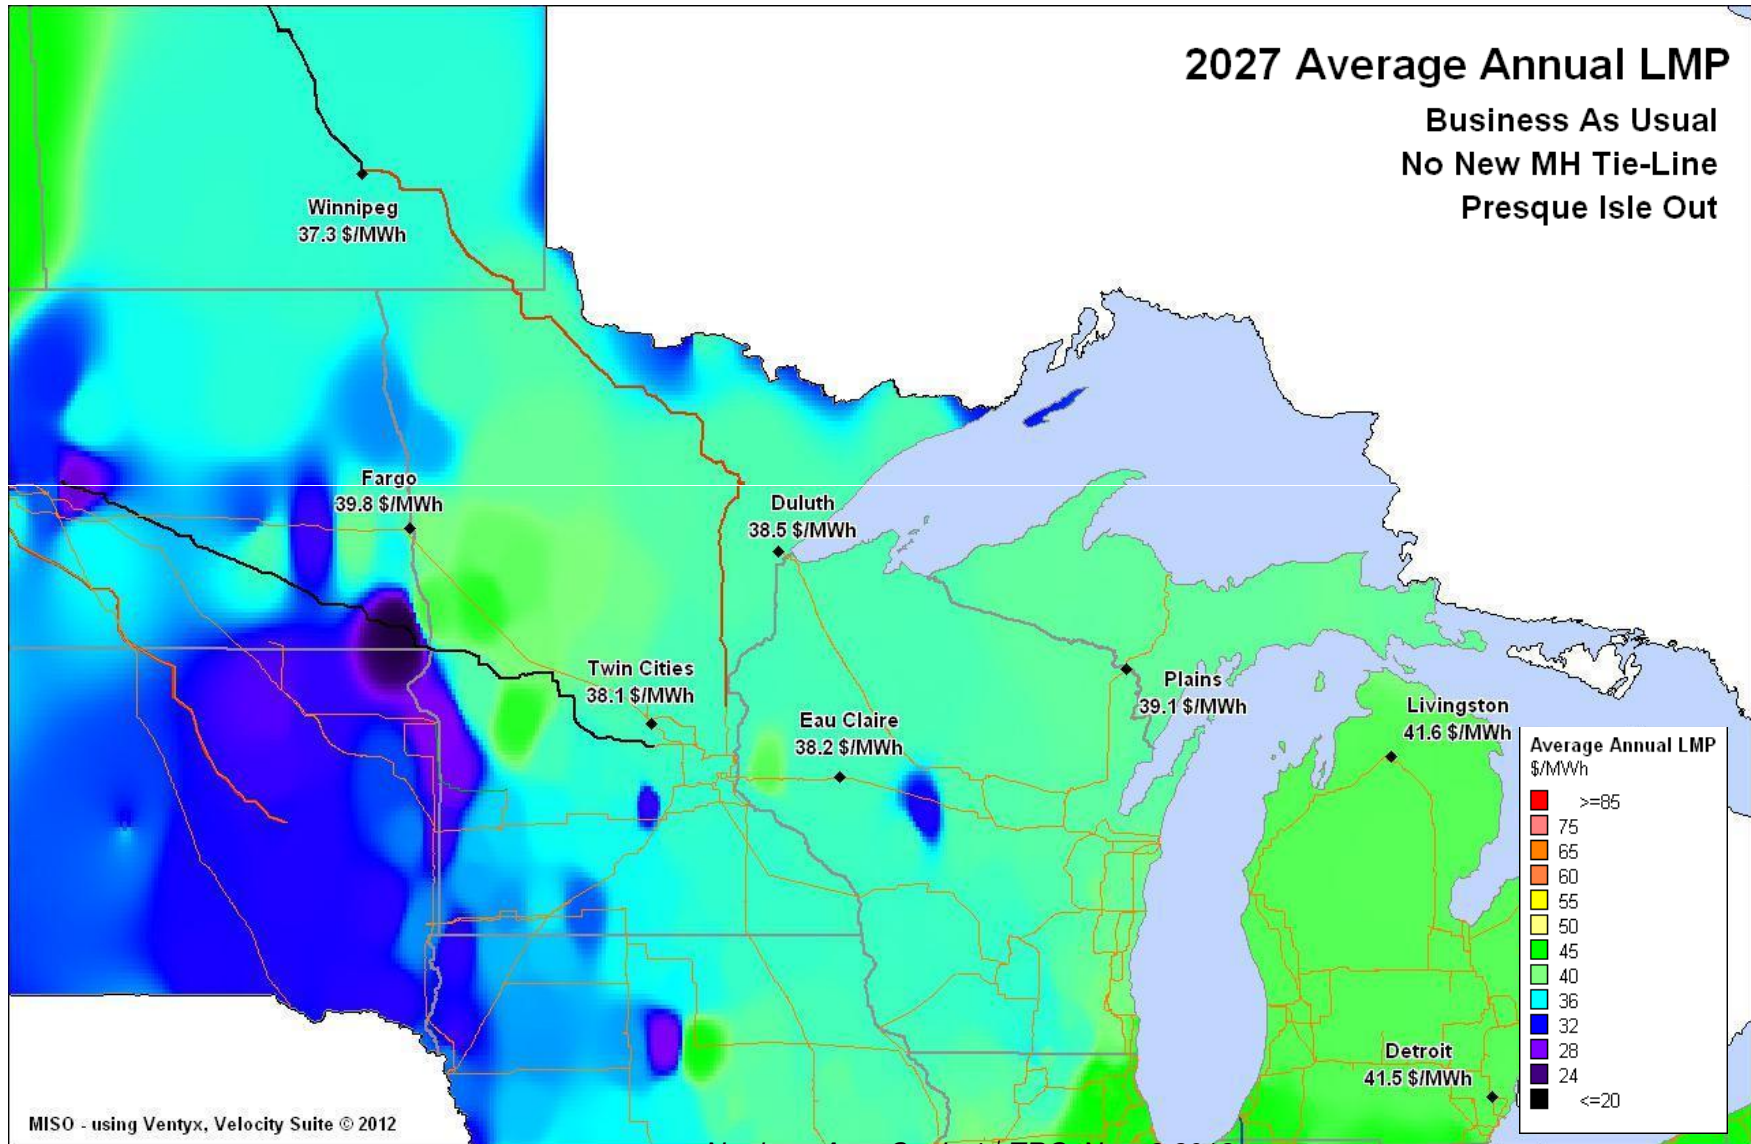 2027 Average Annual LMP
Business As Usual
No New MH Tie-Line
Presque Isle Out
Winnipeg
37.3 $/MWh
Fargo
39.8 $/MWh
Duluth
38.5 $/MWh
Twin Cities
38.1 $/MWh
Eau Claire
38.2 $/MWh
Plains
39.1 $/MWh
Livingston
41.6 $/MWh
Detroit
41.5 $/MWh
Average Annual LMP
$/MWh
>=85
75
65
60
55
50
45
40
36
32
28
24
<=20
MISO - using Ventyx, Velocity Suite © 2012